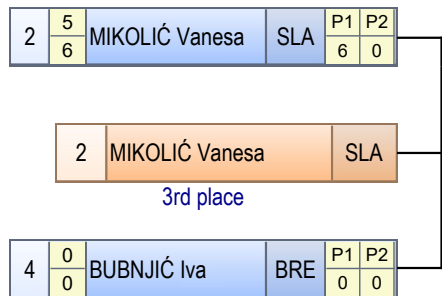 2 5 6 MIKOLIĆ Vanesa SLA P1 P2 6 0
2 MIKOLIĆ Vanesa SLA
3rd place
4 0 0 BUBNJIĆ Iva BRE P1 P2 0 0